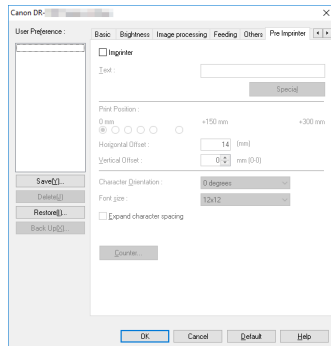 Canon DR-
User Preference :
Basic Brightness Image processing Feeding Others Pre Imprinter
Imprinter
Text :
Special
Print Position :
0 mm +150 mm +300 mm
Horizontal Offset : 14 (mm)
Vertical Offset : 0 mm (0-0)
Save[Y]...
Delete[J]
Restore[I]...
Back Up[X]...
Character Orientation : 0 degrees
Font size : 12x12
Expand character spacing
Counter...
OK Cancel Default Help